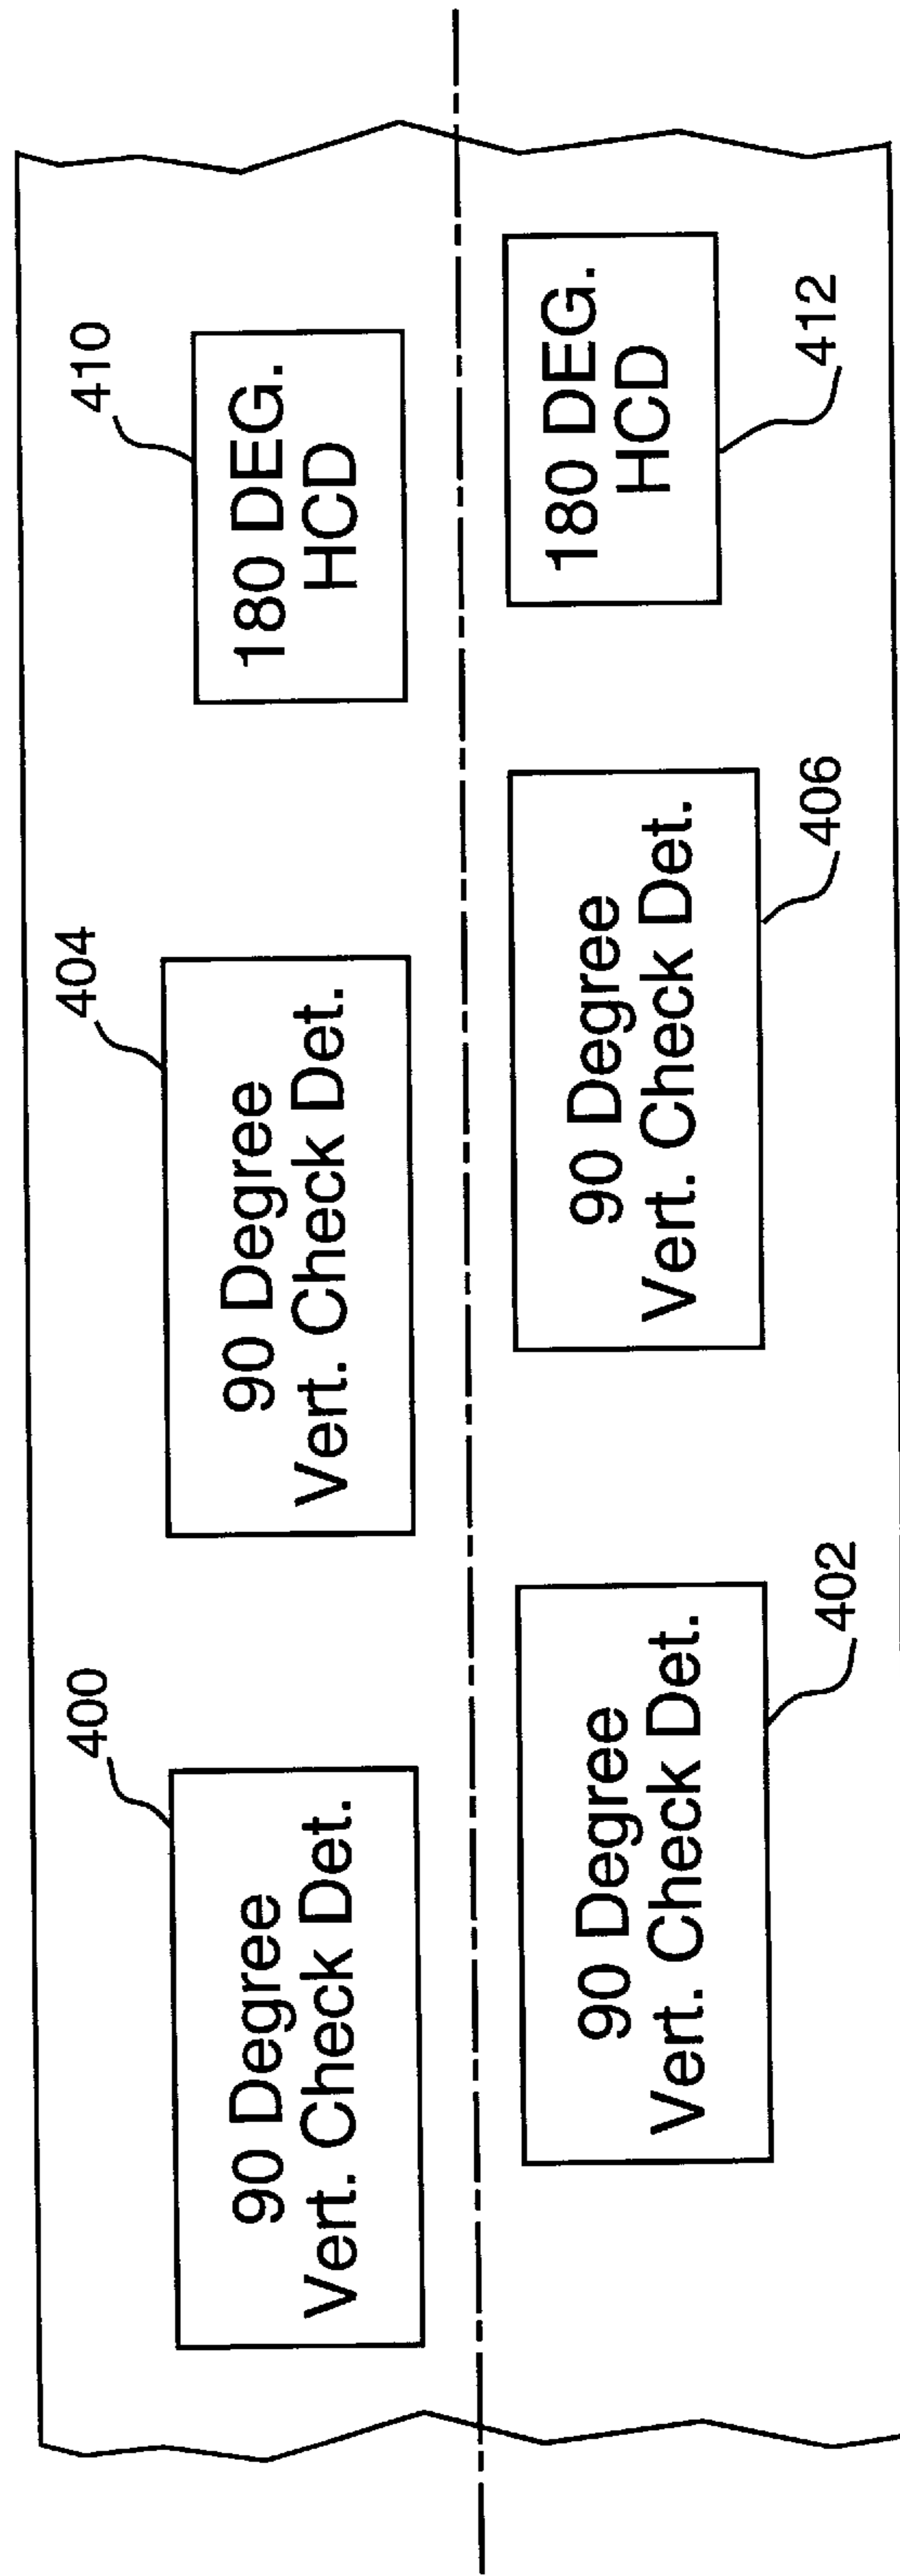 400
90 Degree
Vert. Check Det.
404
90 Degree
Vert. Check Det.
410
180 DEG.
HCD
90 Degree
Vert. Check Det.
402
90 Degree
Vert. Check Det.
406
180 DEG.
HCD
412